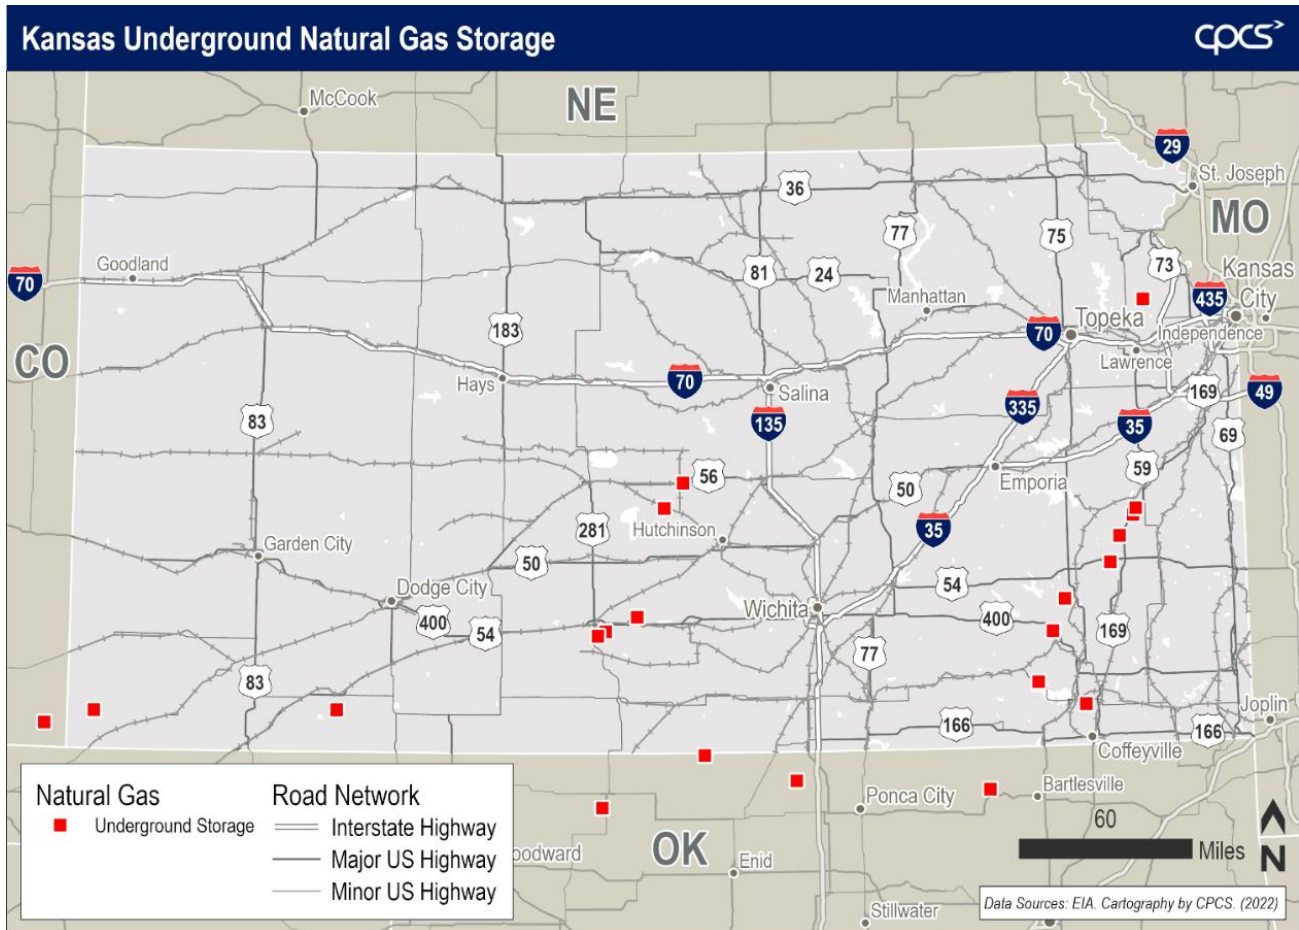 Kansas Underground Natural Gas Storage
cpcs
McCook
NE
29
St. Joseph
36
MO
77
75
73
Goodland
70
81
24
Kansas City
435
Manhattan
183
70
Topeka
Independence
CO
Lawrence
Hays
70
Salina
335
169
49
83
135
35
69
56
50
59
Emporia
281
Hutchinson
35
Garden City
50
54
Dodge City
Wichita
400
400
54
169
77
83
166
166
Joplin
Coffeyville
Natural Gas
Underground Storage
Road Network
Interstate Highway
Major US Highway
Minor US Highway
Ponca City
Bartlesville
60
Miles
N
OK
oodward
Enid
Stillwater
Data Sources: EIA. Cartography by CPCS. (2022)